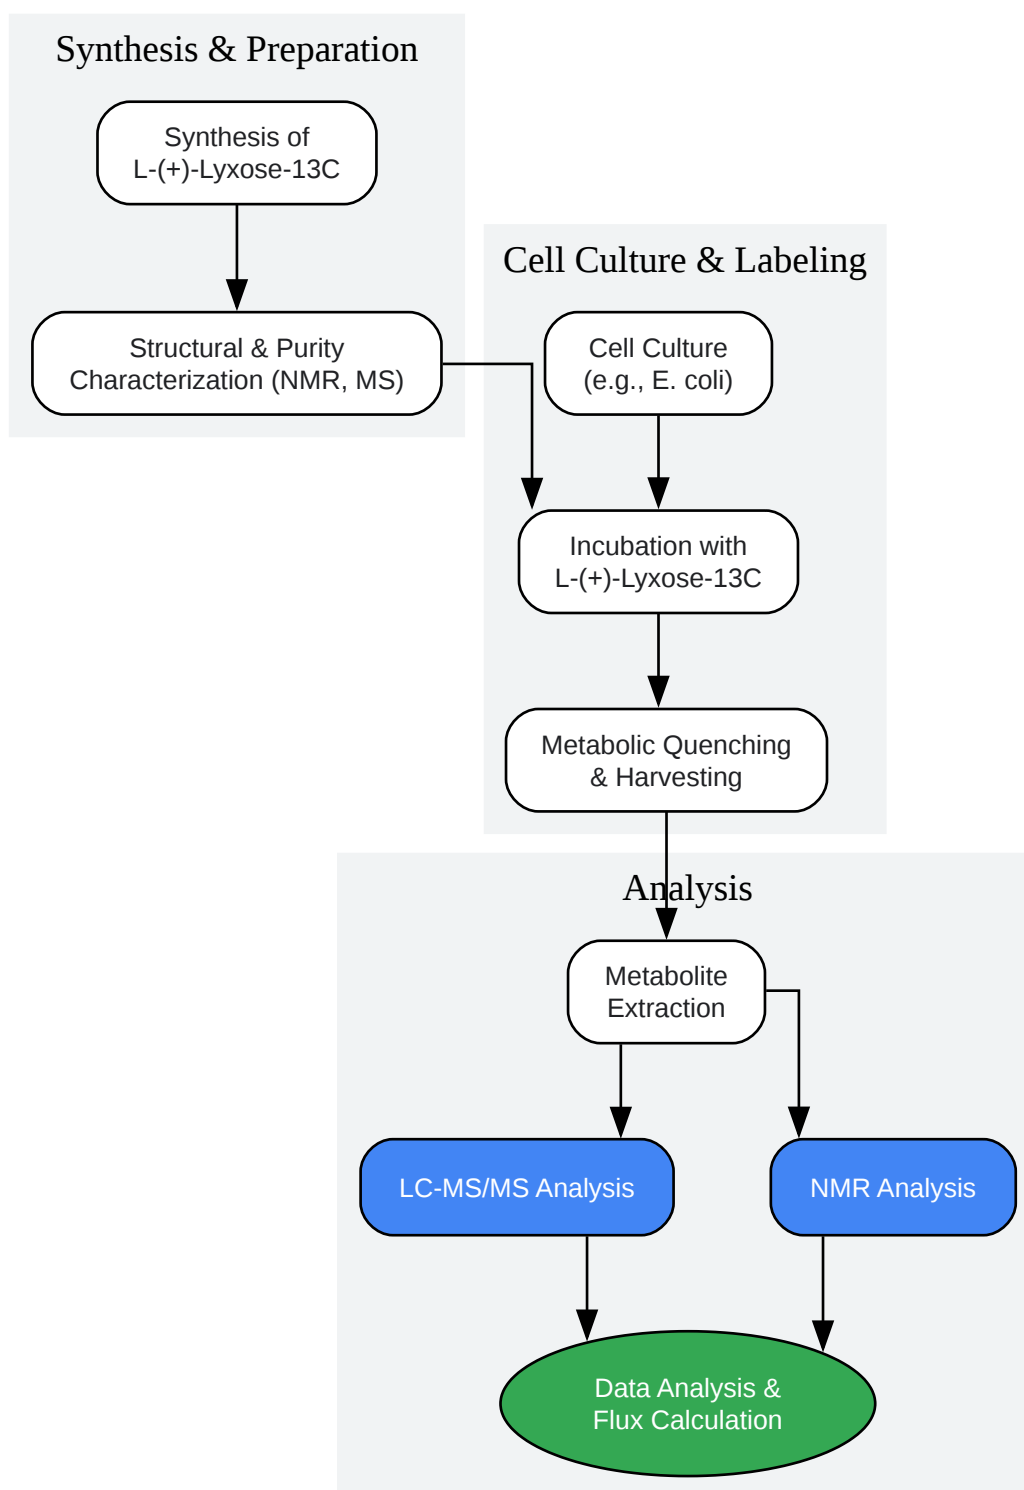 Synthesis & Preparation
Synthesis of
L-(+)-Lyxose-13C
Structural & Purity
Characterization (NMR, MS)
Cell Culture & Labeling
Cell Culture
(e.g., E. coli)
Incubation with
L-(+)-Lyxose-13C
Metabolic Quenching
& Harvesting
Analysis
Metabolite
Extraction
LC-MS/MS Analysis
NMR Analysis
Data Analysis &
Flux Calculation